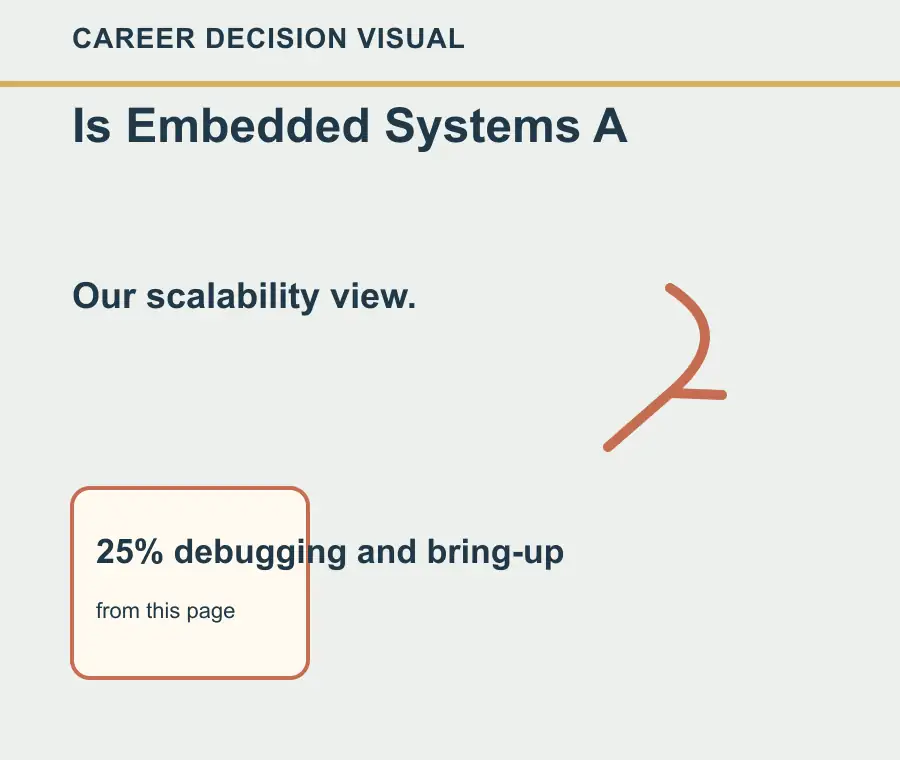 CAREER DECISION VISUAL
Is Embedded Systems A
Our scalability view.
25% debugging and bring-up
from this page